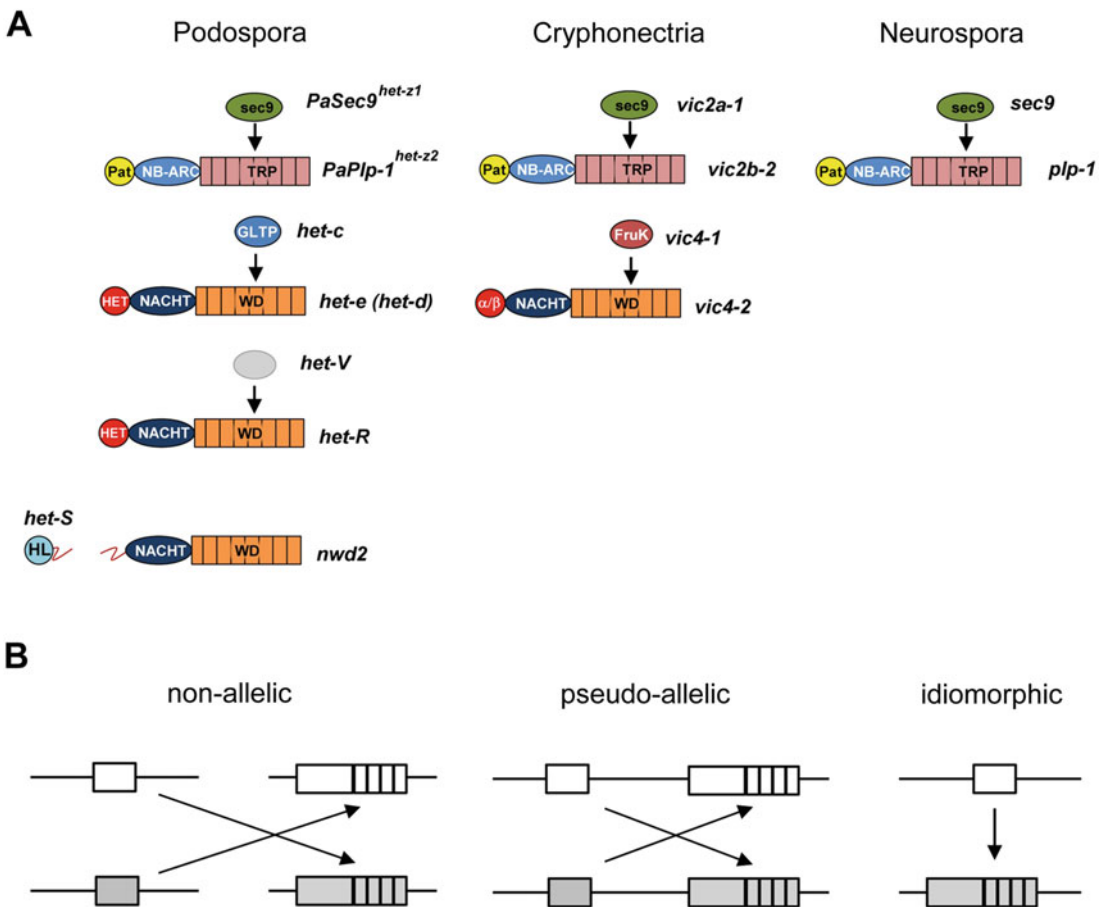 A
Podospora
Cryphonectria
Neurospora
sec9
PaSec9het-z1
sec9
vic2a-1
sec9
sec9
Pat
NB-ARC
TRP
PaPlp-1het-z2
Pat
NB-ARC
TRP
vic2b-2
Pat
NB-ARC
TRP
plp-1
GLTP
het-c
FruK
vic4-1
HET
NACHT
WD
het-e (het-d)
α/β
NACHT
WD
vic4-2
het-V
HET
NACHT
WD
het-R
het-S
HL
NACHT
WD
nwd2
B
non-allelic
pseudo-allelic
idiomorphic